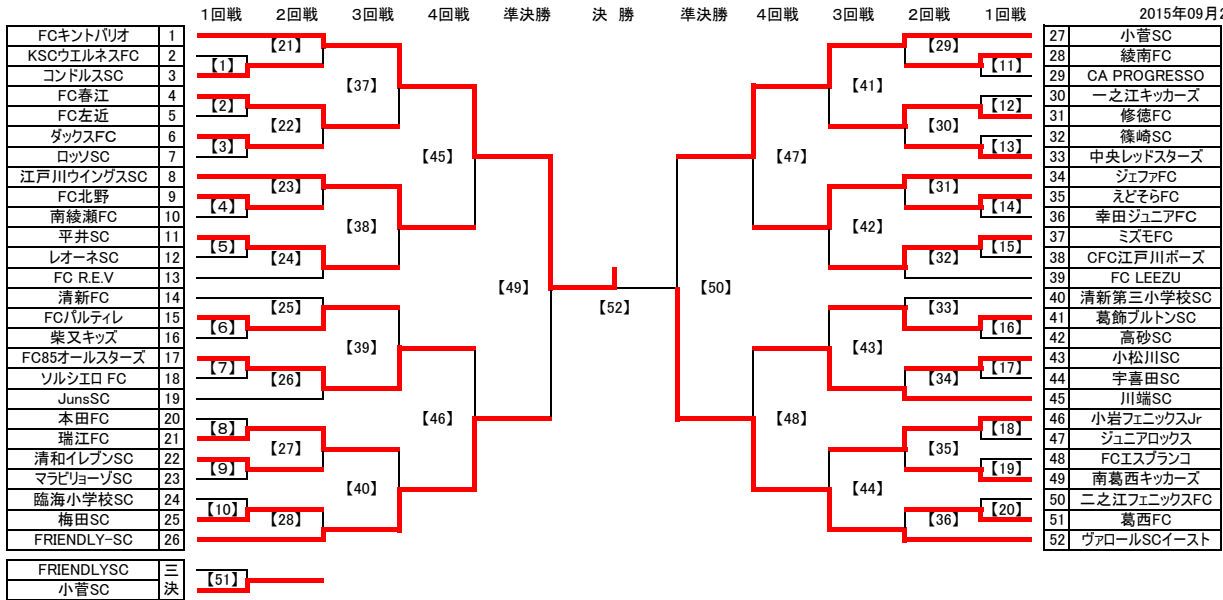 1回戦 2回戦 3回戦 4回戦 準決勝 決 勝 準決勝 4回戦 3回戦 2回戦 1回戦 2015年09月2
FCキントバリオ 1 【21】 【29】 27 小菅SC
KSCウエルネスFC 2 【1】 【11】 28 綾南FC
コンドルスSC 3 29 CA PROGRESSO
【37】 【41】
FC春江 4 【2】 【12】 30 一之江キッカーズ
FC左近 5 【22】 【30】 31 修徳FC
ダックスFC 6 【3】 【13】 32 篠崎SC
ロッソSC 7 【45】 【47】 33 中央レッドスターズ
江戸川ウイングスSC 8 【23】 【31】 34 ジェファFC
FC北野 9 【4】 【14】 35 えどそらFC
南綾瀬FC 10 【38】 【42】 36 幸田ジュニアFC
平井SC 11 【5】 【15】 37 ミズモFC
レオーネSC 12 【24】 【32】 38 CFC江戸川ボーズ
FC R.E.V 13 【49】 【50】 39 FC LEEZU
清新FC 14 【25】 【52】 【33】 40 清新第三小学校SC
FCパルティレ 15 【6】 【16】 41 葛飾ブルトンSC
柴又キッズ 16 【39】 【43】 42 高砂SC
FC85オールスターズ 17 【7】 【17】 43 小松川SC
ソルシエロ FC 18 【26】 【34】 44 宇喜田SC
JunsSC 19 45 川端SC
本田FC 20 【8】 【46】 【48】 【18】 46 小岩フェニックスJr
瑞江FC 21 【27】 【35】 47 ジュニアロックス
清和イレブンSC 22 【9】 【19】 48 FCエスブランコ
マラビリョーゾSC 23 【40】 【44】 49 南葛西キッカーズ
臨海小学校SC 24 【10】 【20】 50 二之江フェニックスFC
梅田SC 25 【28】 【36】 51 葛西FC
FRIENDLY-SC 26 52 ヴァロールSCイースト
FRIENDLYSC 三 【51】
小菅SC 決